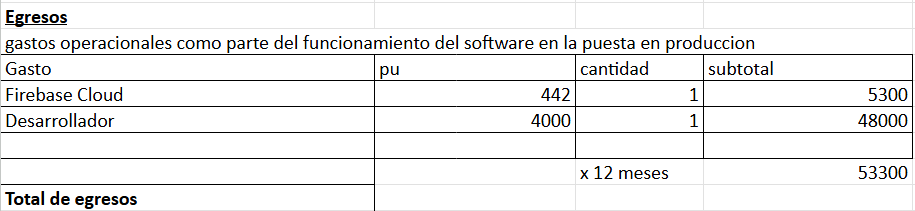 Egresos
gastos operacionales como parte del funcionamiento del software en la puesta en produccion
Gasto pu cantidad subtotal
Firebase Cloud 442 1 5300
Desarrollador 4000 1 48000
x 12 meses 53300
Total de egresos